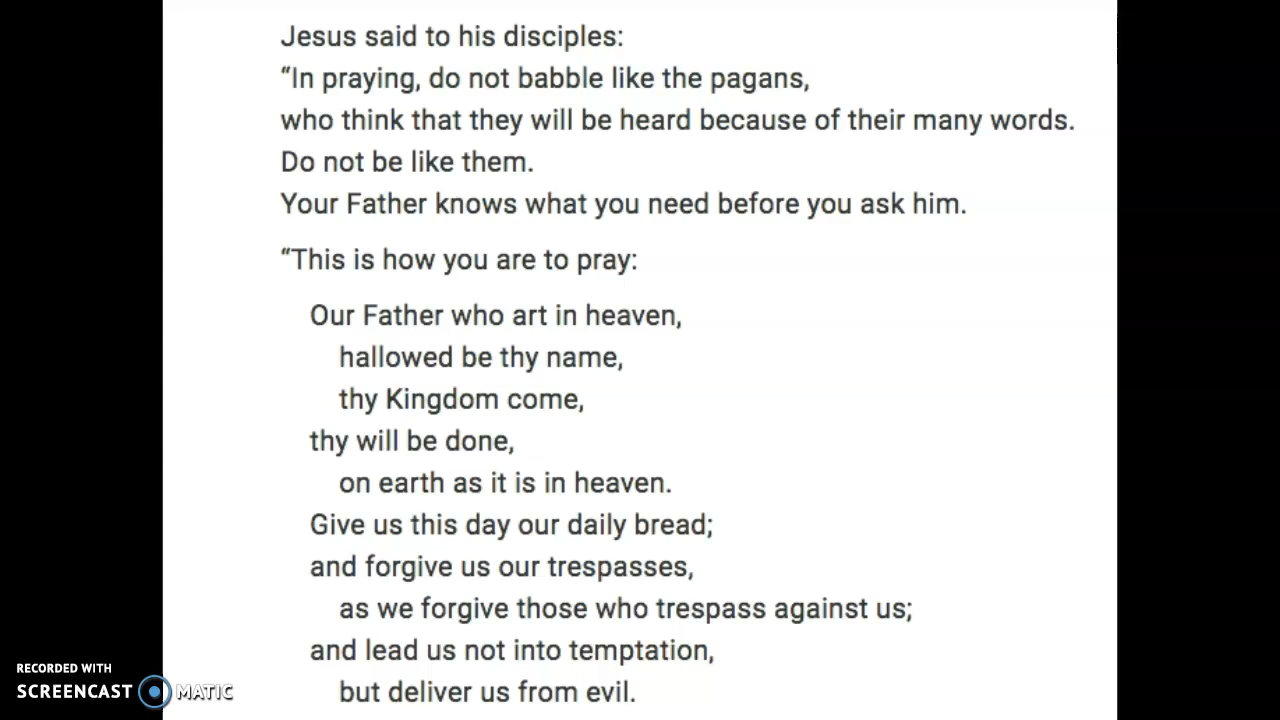 Jesus said to his disciples:
“In praying, do not babble like the pagans,
who think that they will be heard because of their many words.
Do not be like them.
Your Father knows what you need before you ask him.
“This is how you are to pray:
Our Father who art in heaven,
hallowed be thy name,
thy Kingdom come,
thy will be done,
on earth as it is in heaven.
Give us this day our daily bread;
and forgive us our trespasses,
as we forgive those who trespass against us;
and lead us not into temptation,
but deliver us from evil.
RECORDED WITH
SCREENCAST MATIC